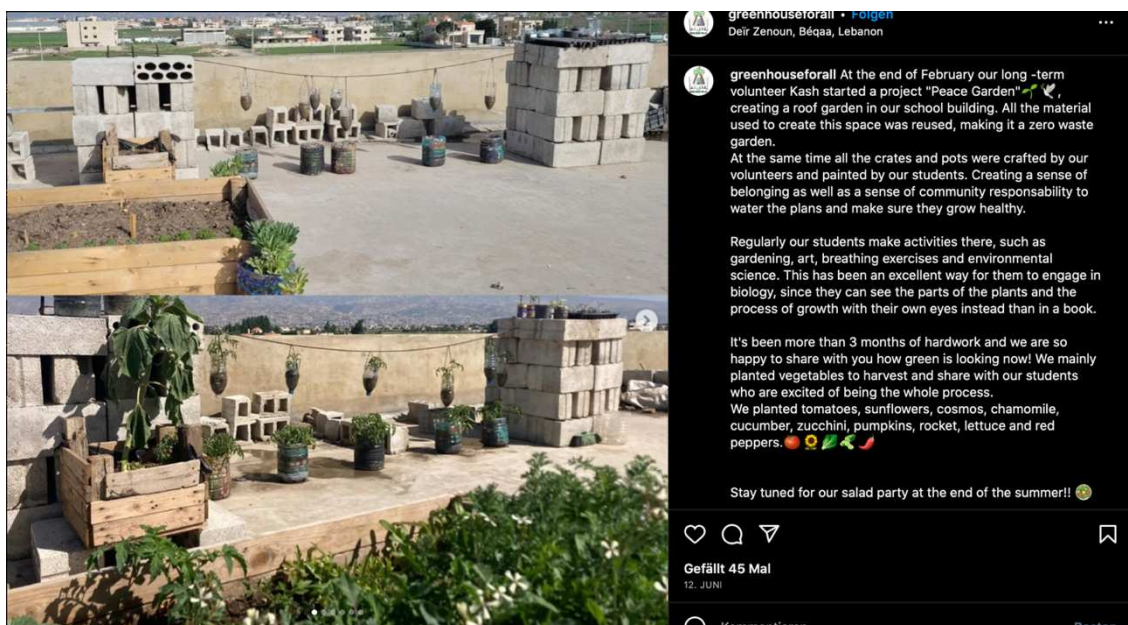 greenhouseforall • Folgen
Deïr Zenoun, Béqaa, Lebanon
greenhouseforall At the end of February our long -term
volunteer Kash started a project "Peace Garden"🌱🕊️,
creating a roof garden in our school building. All the material
used to create this space was reused, making it a zero waste
garden.
At the same time all the crates and pots were crafted by our
volunteers and painted by our students. Creating a sense of
belonging as well as a sense of community responsability to
water the plans and make sure they grow healthy.
Regularly our students make activities there, such as
gardening, art, breathing exercises and environmental
science. This has been an excellent way for them to engage in
biology, since they can see the parts of the plants and the
process of growth with their own eyes instead than in a book.
It's been more than 3 months of hardwork and we are so
happy to share with you how green is looking now! We mainly
planted vegetables to harvest and share with our students
who are excited of being the whole process.
We planted tomatoes, sunflowers, cosmos, chamomile,
cucumber, zucchini, pumpkins, rocket, lettuce and red
peppers.🍅🌻🥬🥒🌶️
Stay tuned for our salad party at the end of the summer!! 🥗
Gefällt 45 Mal
12. JUNI
Kommentieren
Posten